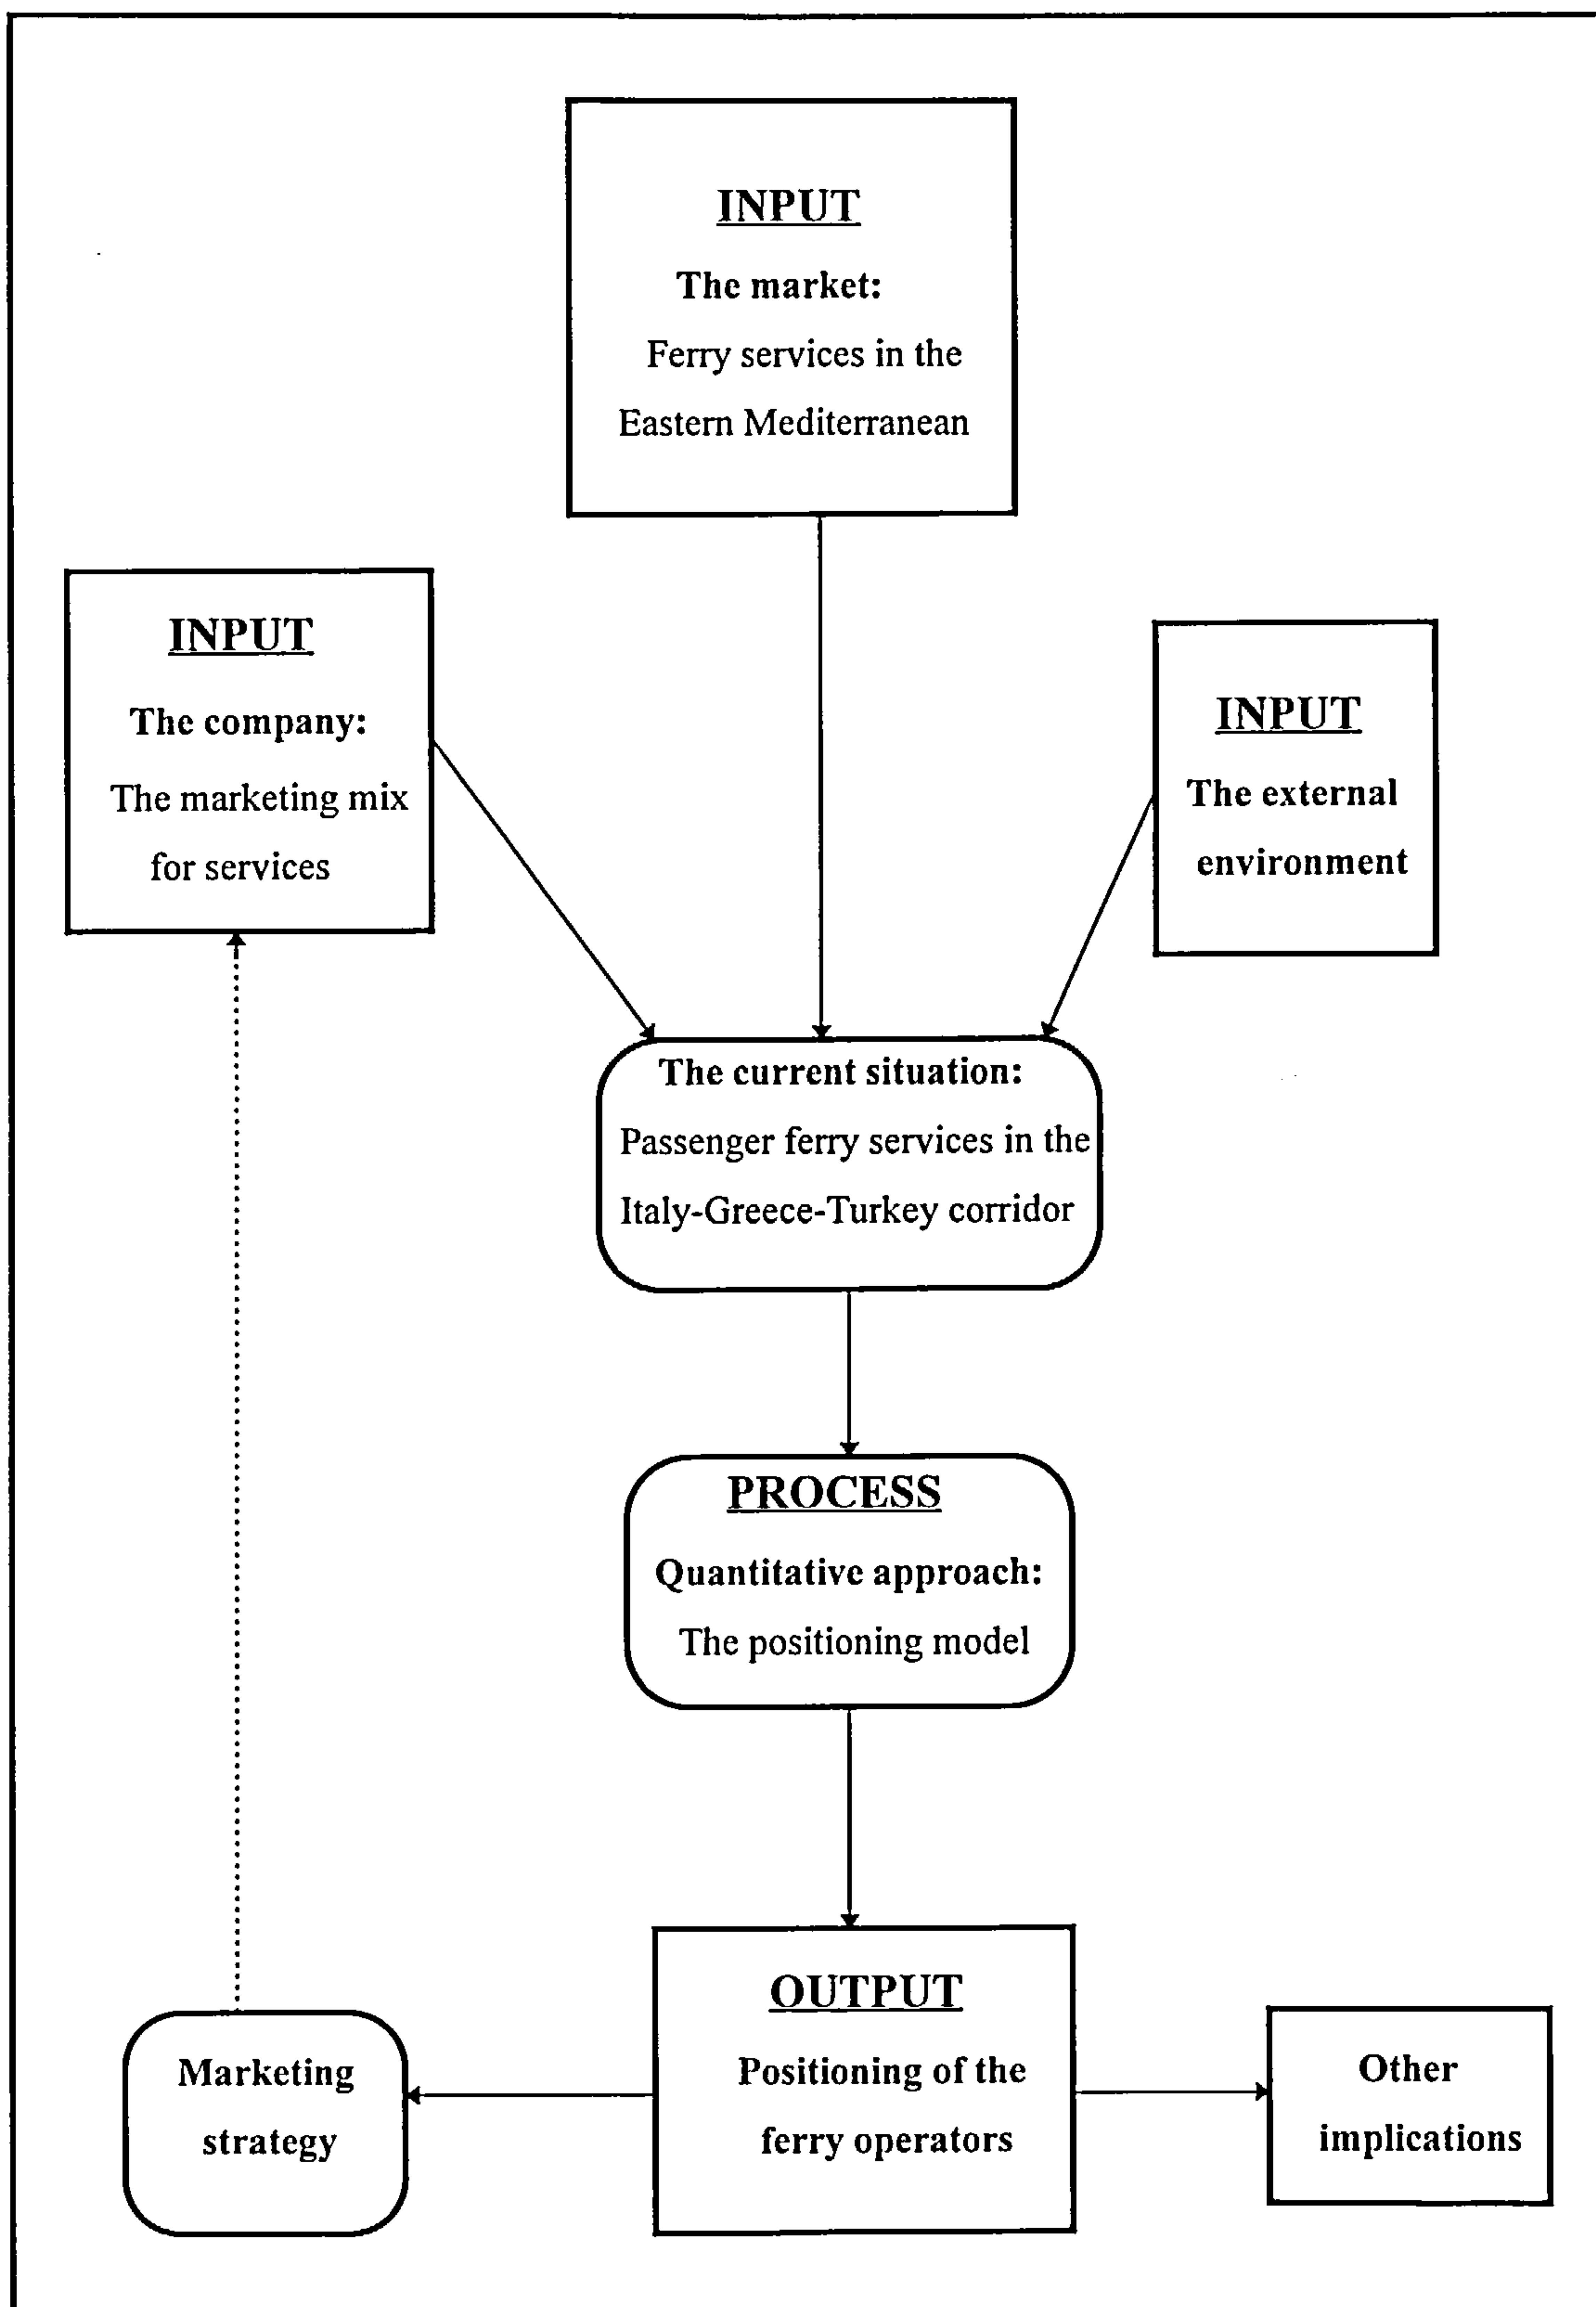 INPUT
The market:
Ferry services in the
Eastern Mediterranean
INPUT
The company:
The marketing mix
for services
INPUT
The external
environment
The current situation:
Passenger ferry services in the
Italy-Greece-Turkey corridor
PROCESS
Quantitative approach:
The positioning model
OUTPUT
Positioning of the
ferry operators
Marketing
strategy
Other
implications